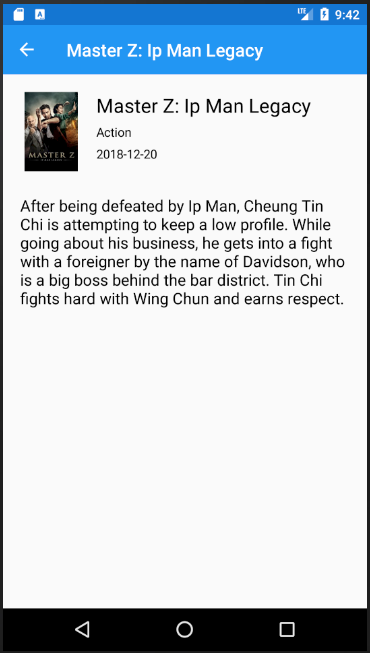 LTE 9:42
Master Z: Ip Man Legacy
Master Z: Ip Man Legacy
Action
2018-12-20
MASTER Z
After being defeated by Ip Man, Cheung Tin
Chi is attempting to keep a low profile. While
going about his business, he gets into a fight
with a foreigner by the name of Davidson, who
is a big boss behind the bar district. Tin Chi
fights hard with Wing Chun and earns respect.